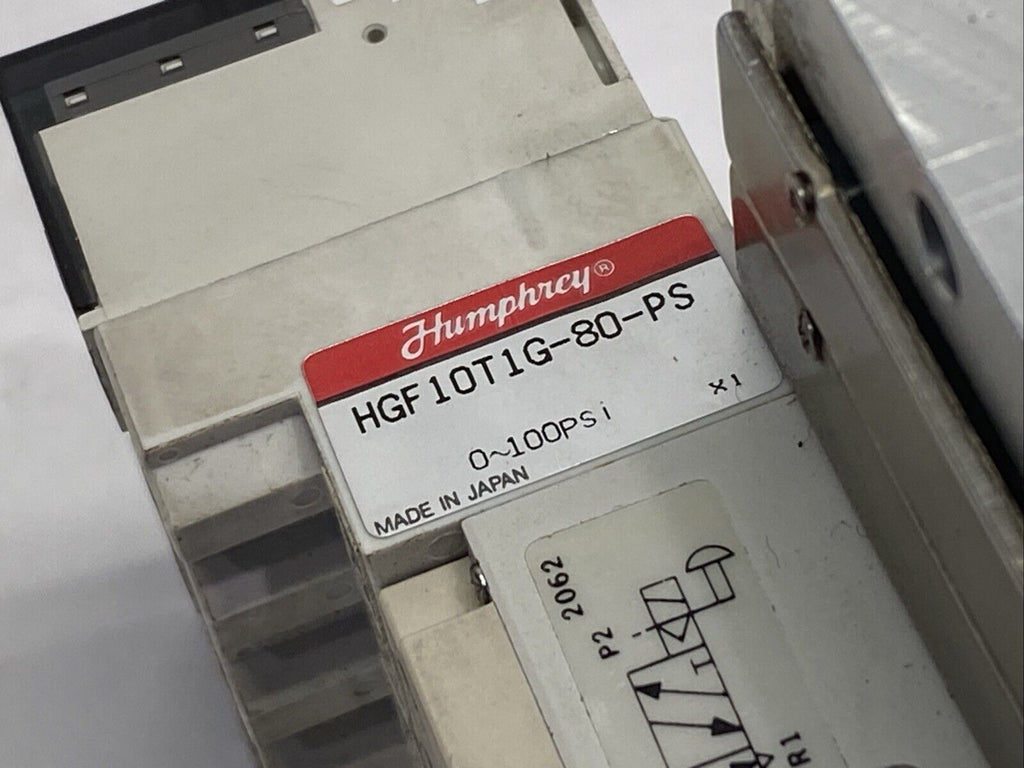 Humphrey®
HGF10T1G-80-PS
0~100PSi
X1
MADE IN JAPAN
P2 2062
R1